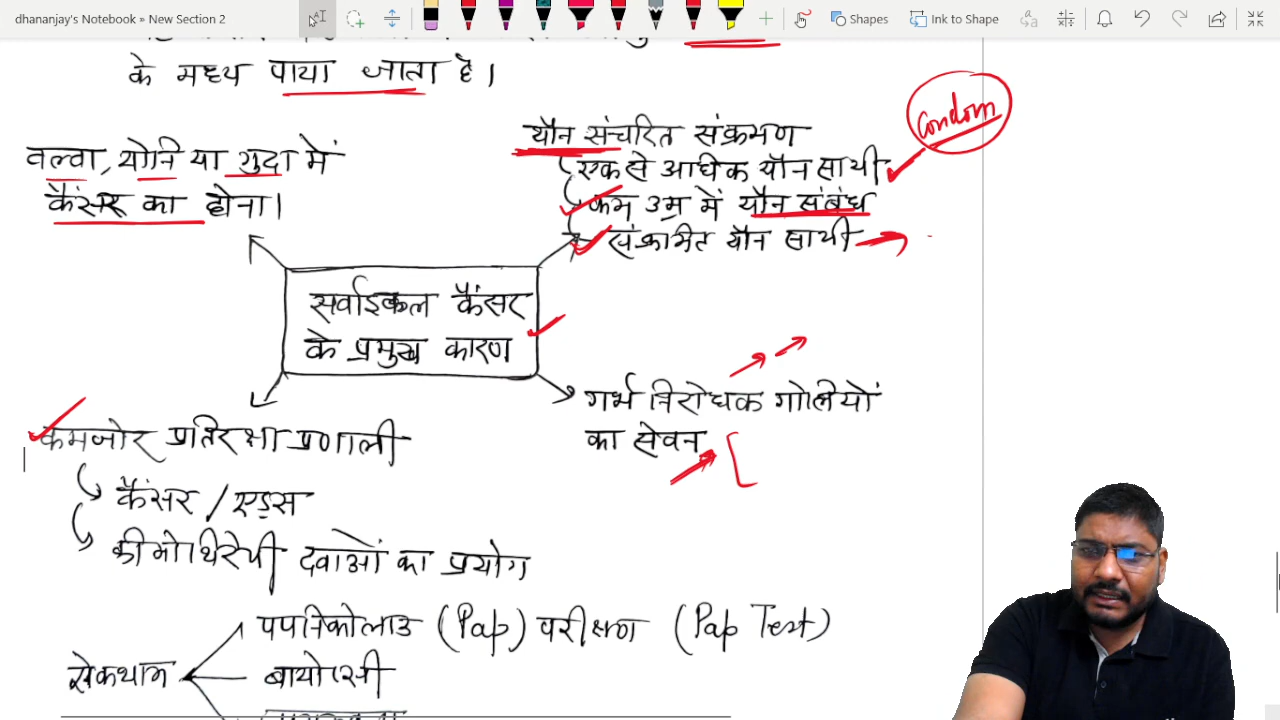 dhananjay's Notebook » New Section 2
Shapes
Ink to Shape
के मध्य पाया जाता है।
condom
वल्वा, योनि या गुदा में
कैंसर का होना।
यौन संचरित संक्रमण
एक से अधिक यौन साथी
कम उम्र में यौन संबंध
संक्रमित यौन साथी
सर्वाइकल कैंसर
के प्रमुख कारण
गर्भ निरोधक गोलियों
का सेवन
कमजोर प्रतिरक्षा प्रणाली
कैंसर / एड्स
कीमोथिरेपी दवाओं का प्रयोग
पपनिकोलाउ (Pap) परीक्षण (Pap Test)
रोकथाम
बायोप्सी